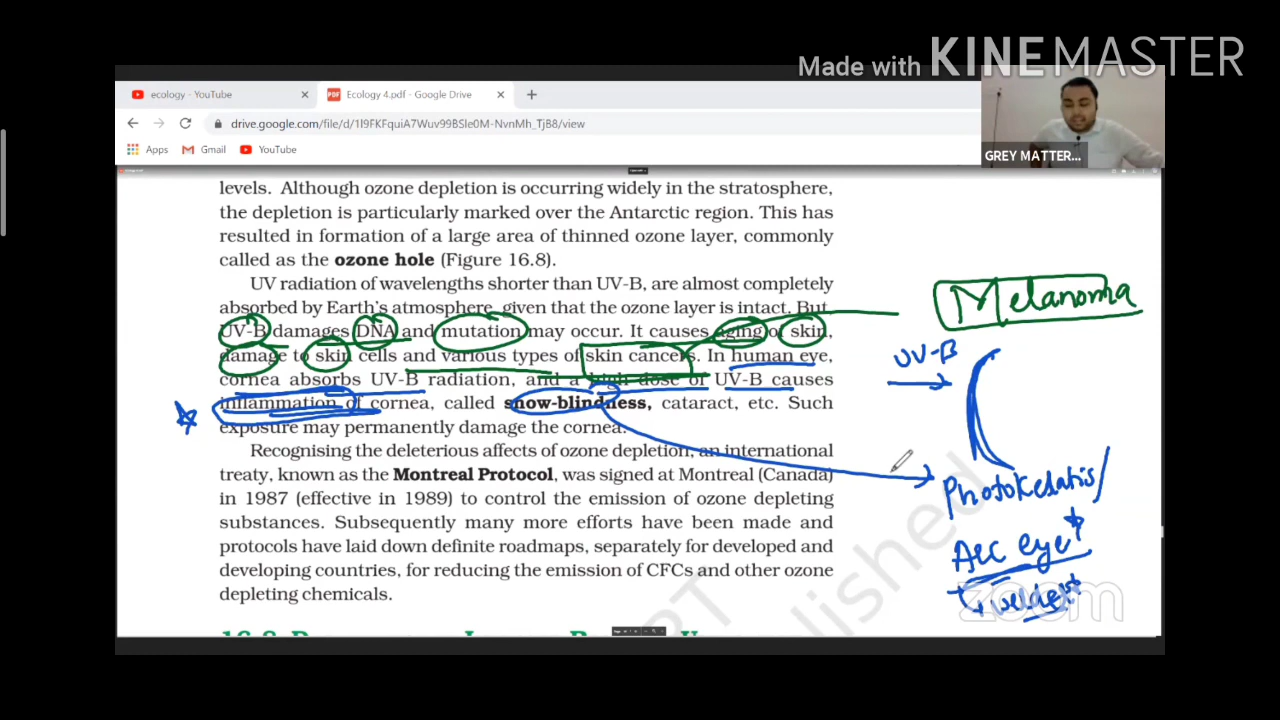 Made with KINEMASTER
ecology - YouTube
Ecology 4.pdf - Google Drive
drive.google.com/file/d/1I9FKFquiA7Wuv99BSle0M-NvnMh_TjB8/view
Apps Gmail YouTube
GREY MATTER...
levels. Although ozone depletion is occurring widely in the stratosphere,
the depletion is particularly marked over the Antarctic region. This has
resulted in formation of a large area of thinned ozone layer, commonly
called as the ozone hole (Figure 16.8).
UV radiation of wavelengths shorter than UV-B, are almost completely
absorbed by Earth's atmosphere, given that the ozone layer is intact. But
UV-B damages DNA and mutation may occur. It causes aging of skin,
damage to skin cells and various types of skin cancers. In human eye,
cornea absorbs UV-B radiation, and a high dose of UV-B causes
inflammation of cornea, called snow-blindness, cataract, etc. Such
exposure may permanently damage the cornea.
Recognising the deleterious affects of ozone depletion, an international
treaty, known as the Montreal Protocol, was signed at Montreal (Canada)
in 1987 (effective in 1989) to control the emission of ozone depleting
substances. Subsequently many more efforts have been made and
protocols have laid down definite roadmaps, separately for developed and
developing countries, for reducing the emission of CFCs and other ozone
depleting chemicals.
Melanoma
UV-B
Arc eye
zoom